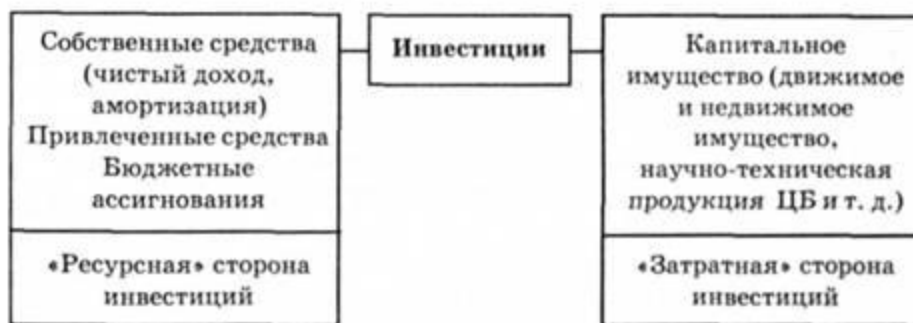 Собственные средства
(чистый доход,
амортизация)
Привлеченные средства
Бюджетные
ассигнования
«Ресурсная» сторона
инвестиций
Инвестиции
Капитальное
имущество (движимое
и недвижимое
имущество,
научно-техническая
продукция ЦБ и т. д.)
«Затратная» сторона
инвестиций